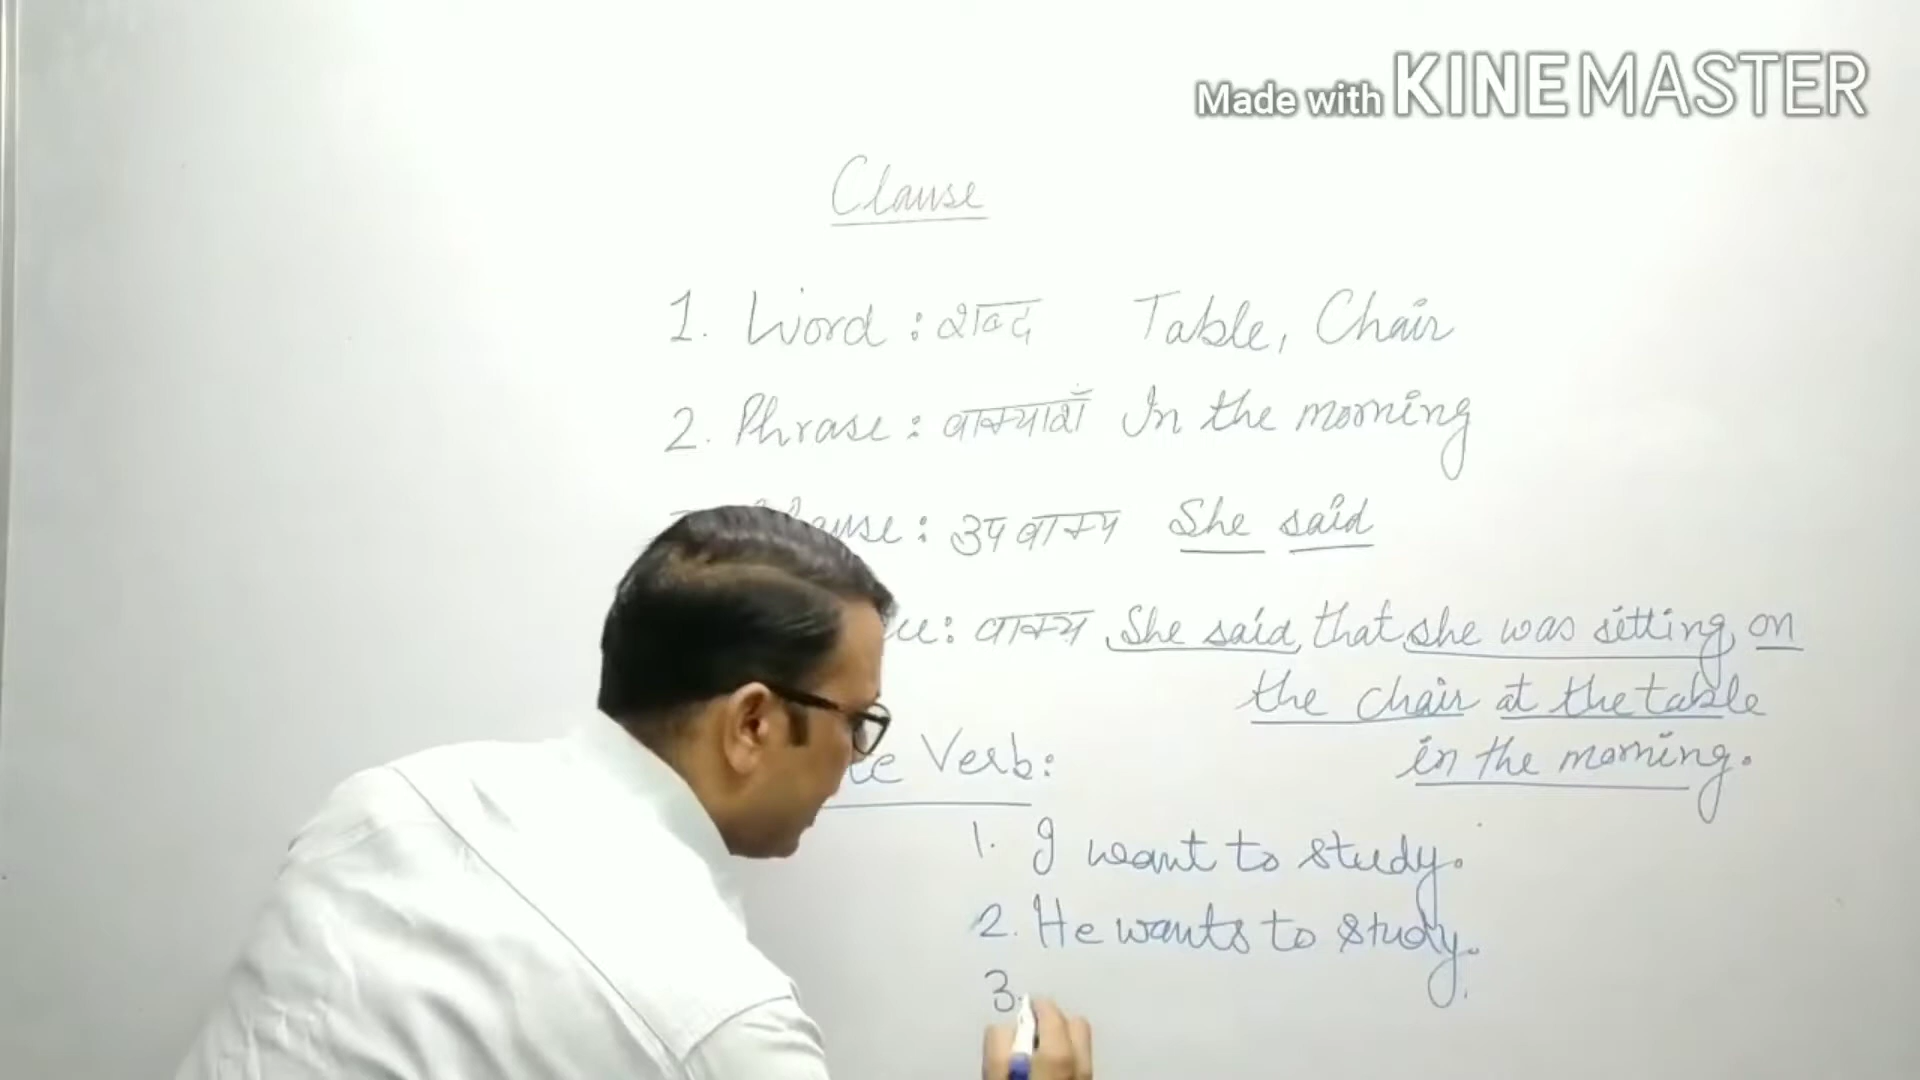 Made with KINEMASTER
Clause
1. Word : शब्द Table, Chair
2. Phrase : वाक्याशाँ In the morning
: उपवाक्य She said
: वाक्य She said that she was sitting on
the chair at the table
in the morning.
Verb:
1. I want to study.
2. He wants to study.
3.